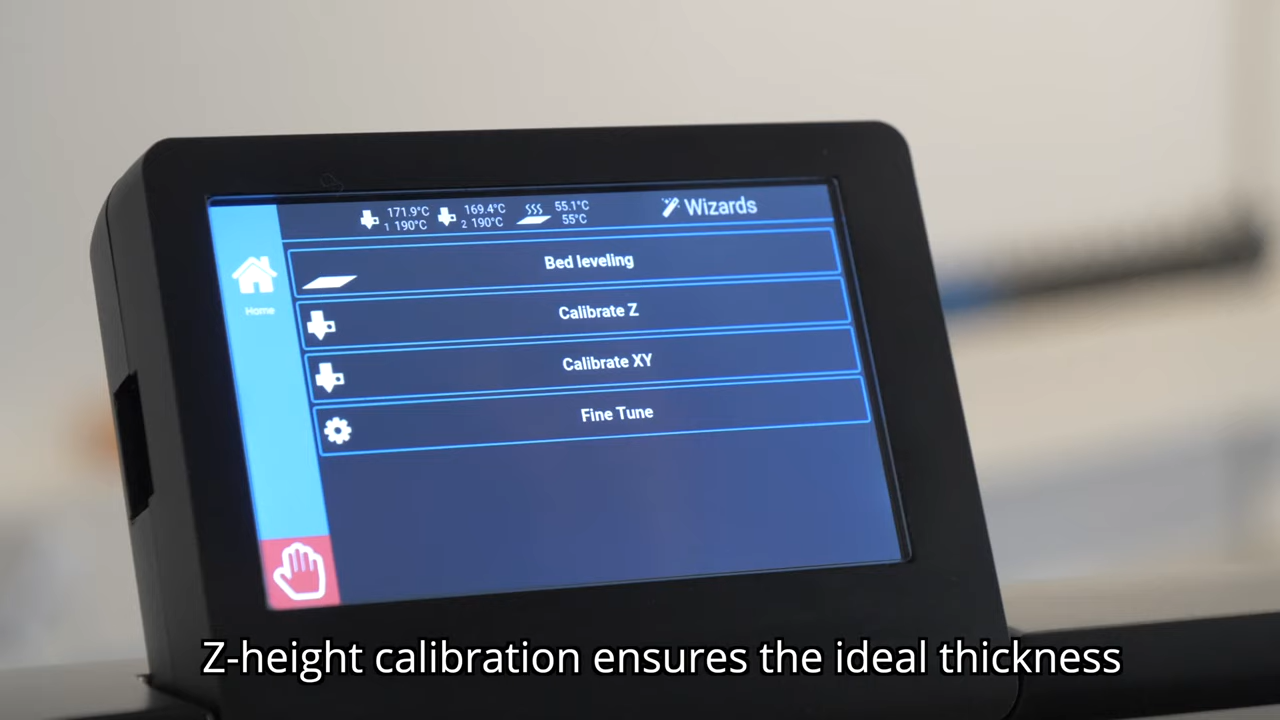 171.9°C
1 190°C
169.4°C
2 190°C
55.1°C
55°C
Wizards
Home
Bed leveling
Calibrate Z
Calibrate XY
Fine Tune
Z-height calibration ensures the ideal thickness